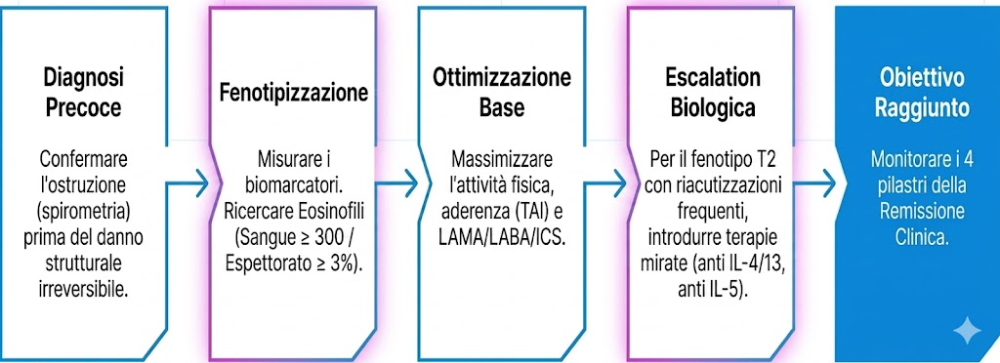 Diagnosi
Precoce
Confermare
l'ostruzione
(spirometria)
prima del danno
strutturale
irreversibile.
Fenotipizzazione
Misurare i
biomarcatori.
Ricercare Eosinofili
(Sangue ≥ 300 /
Espettorato ≥ 3%).
Ottimizzazione
Base
Massimizzare
l'attività fisica,
aderenza (TAI) e
LAMA/LABA/ICS.
Escalation
Biologica
Per il fenotipo T2
con riacutizzazioni
frequenti,
introdurre terapie
mirate (anti IL-4/13,
anti IL-5).
Obiettivo
Raggiunto
Monitorare i 4
pilastri della
Remissione
Clinica.